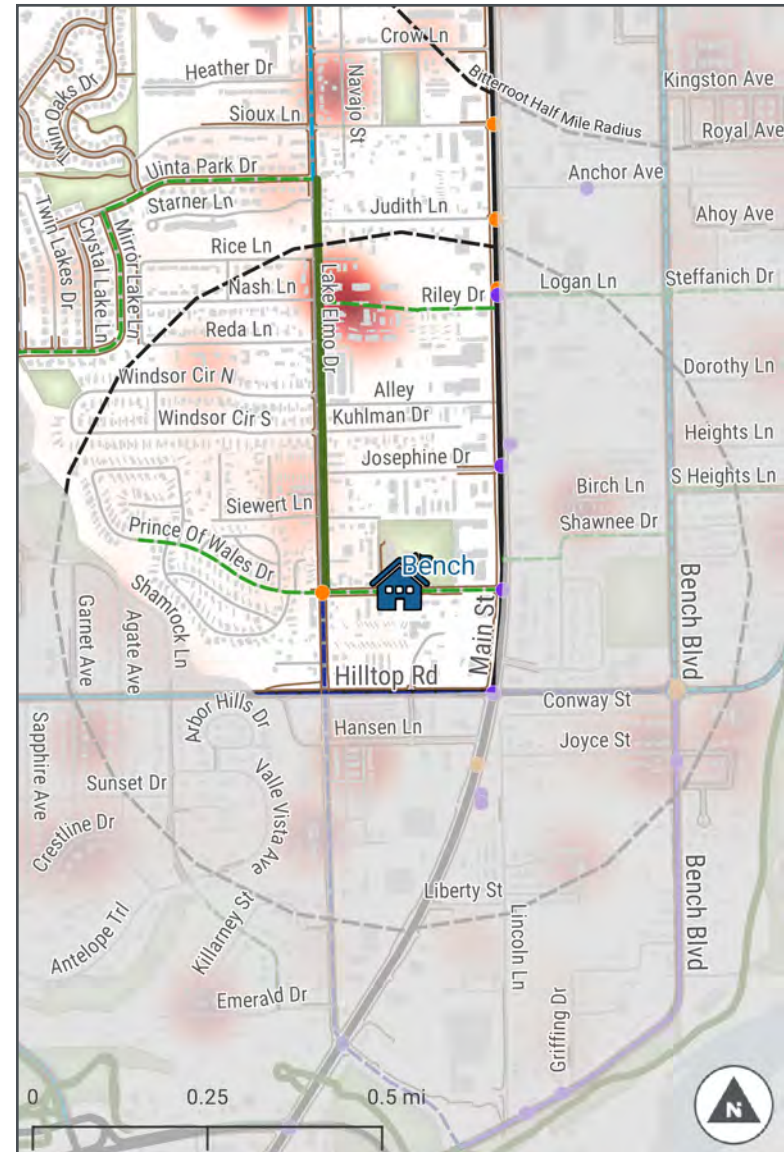 Crow Ln
Heather Dr
Navajo St
Bitterroot Half Mile Radius
Kingston Ave
Twin Oaks Dr
Sioux Ln
Royal Ave
Uinta Park Dr
Anchor Ave
Starner Ln
Judith Ln
Ahoy Ave
Twin Lakes Dr
Crystal Lake Ln
Mirror Lake Ln
Rice Ln
Lake Elmo Dr
Nash Ln
Riley Dr
Logan Ln
Steffanich Dr
Reda Ln
Windsor Cir N
Dorothy Ln
Alley
Windsor Cir S
Kuhlman Dr
Heights Ln
Josephine Dr
Birch Ln
S Heights Ln
Siewert Ln
Shawnee Dr
Prince Of Wales Dr
Bench
Bench Blvd
Garnet Ave
Agate Ave
Shamrock Ln
Main St
Hilltop Rd
Conway St
Sapphire Ave
Arbor Hills Dr
Hansen Ln
Joyce St
Sunset Dr
Valle Vista Ave
Crestline Dr
Liberty St
Lincoln Ln
Bench Blvd
Antelope Trl
Killarney St
Emerald Dr
Griffing Dr
0
0.25
0.5 mi
N